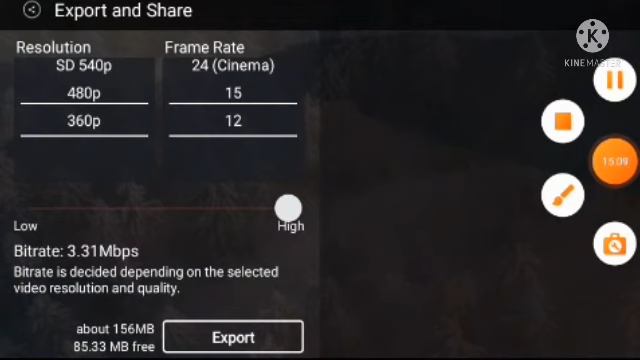 Export and Share
Resolution
Frame Rate
SD 540p
24 (Cinema)
480p
15
360p
12
Low
High
Bitrate: 3.31Mbps
Bitrate is decided depending on the selected
video resolution and quality.
about 156MB
85.33 MB free
Export
K
KINEMASTER
15:09